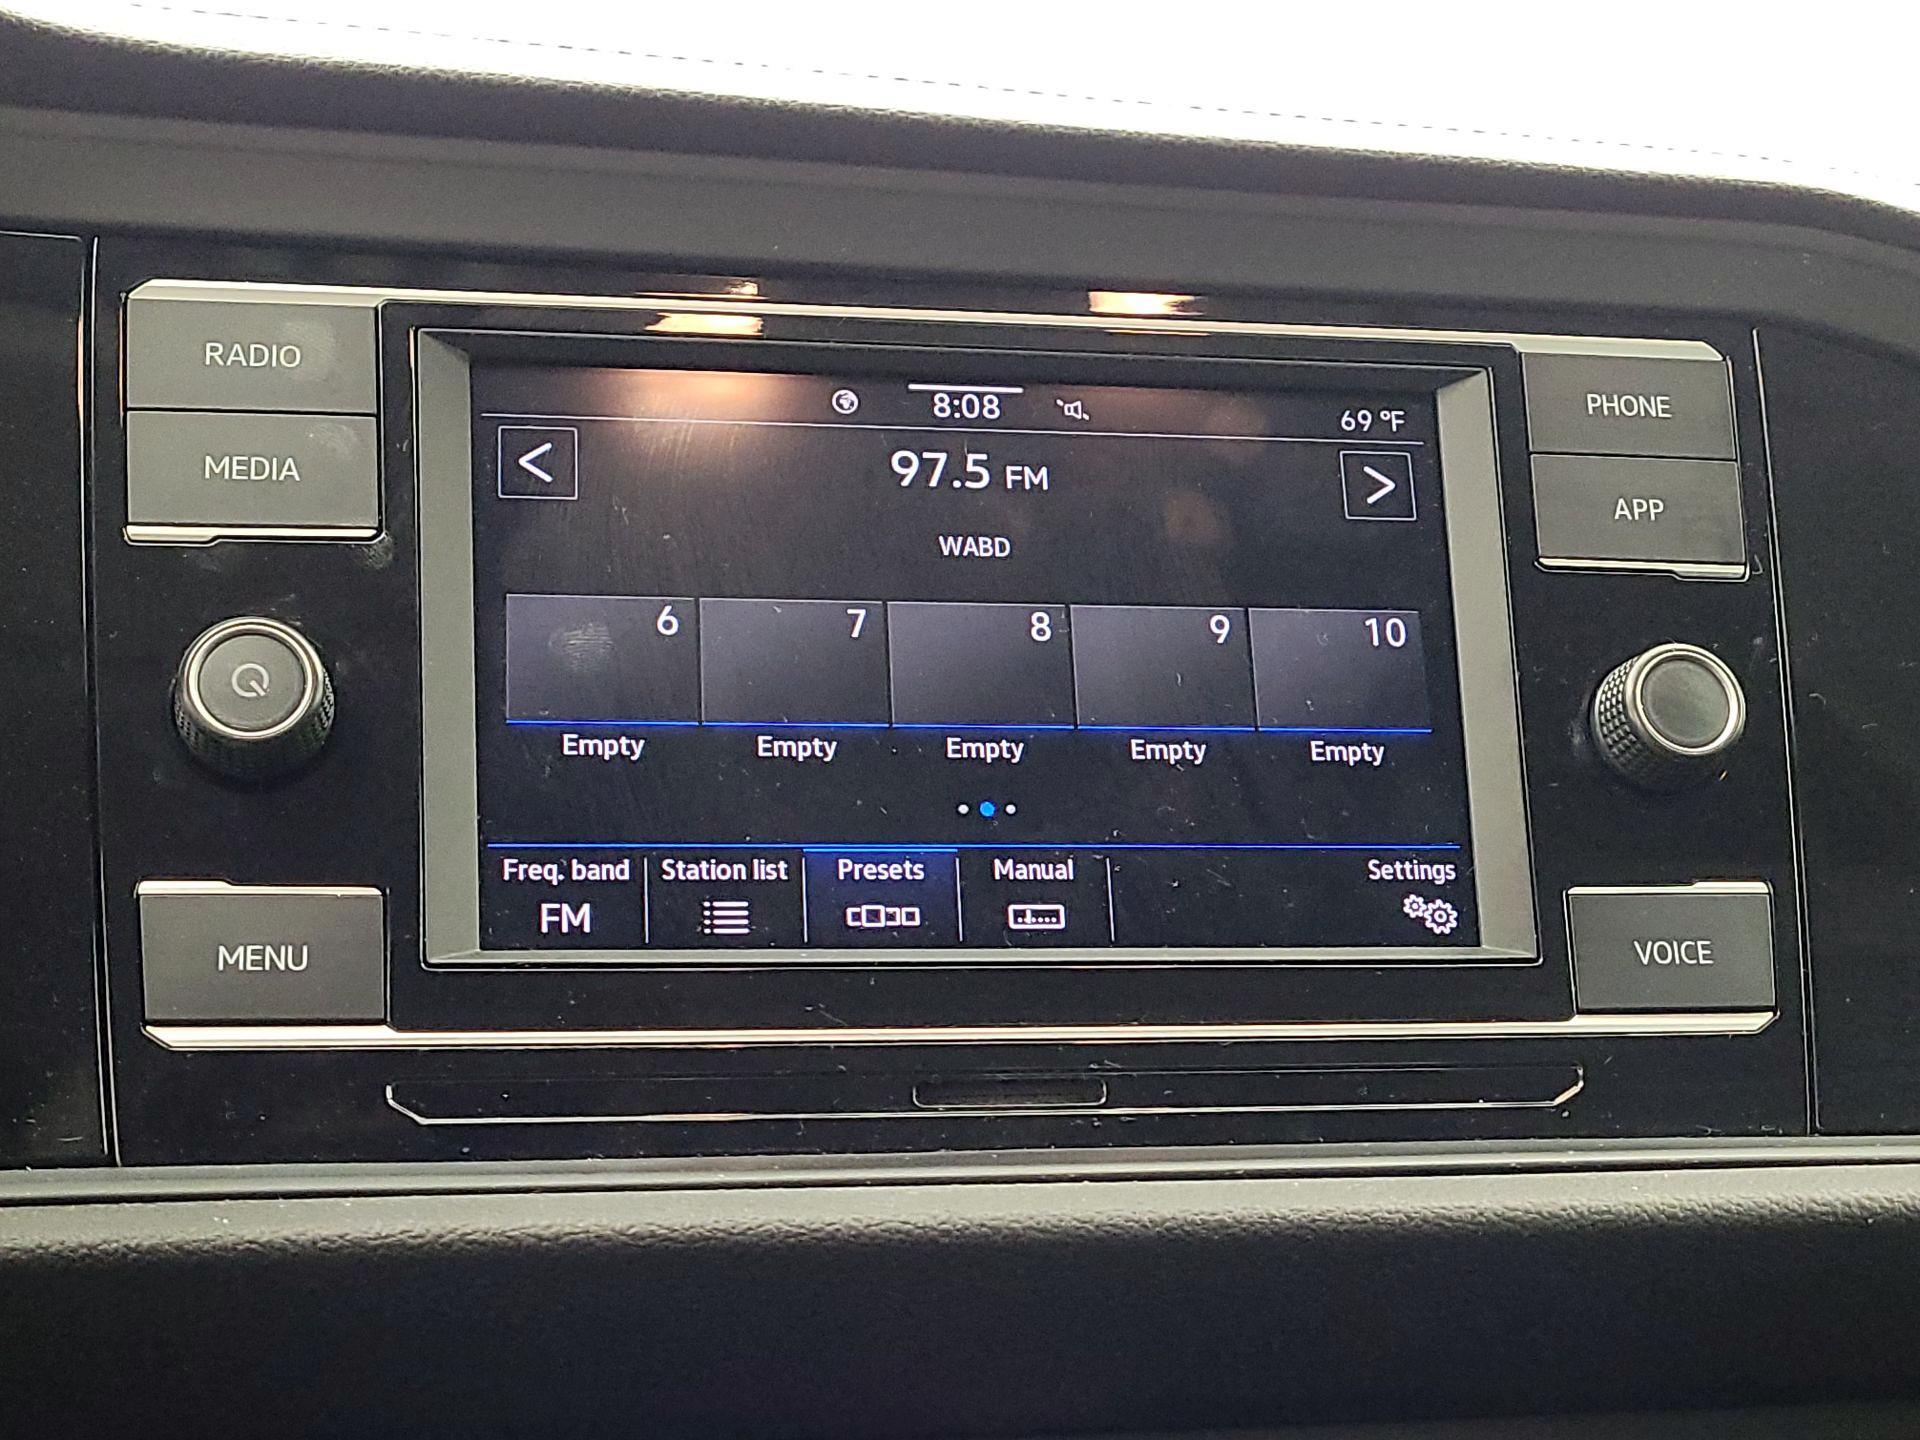 RADIO
MEDIA
MENU
8:08
69 °F
97.5 FM
WABD
6
7
8
9
10
Empty
Empty
Empty
Empty
Empty
Freq. band
FM
Station list
Presets
Manual
Settings
PHONE
APP
VOICE